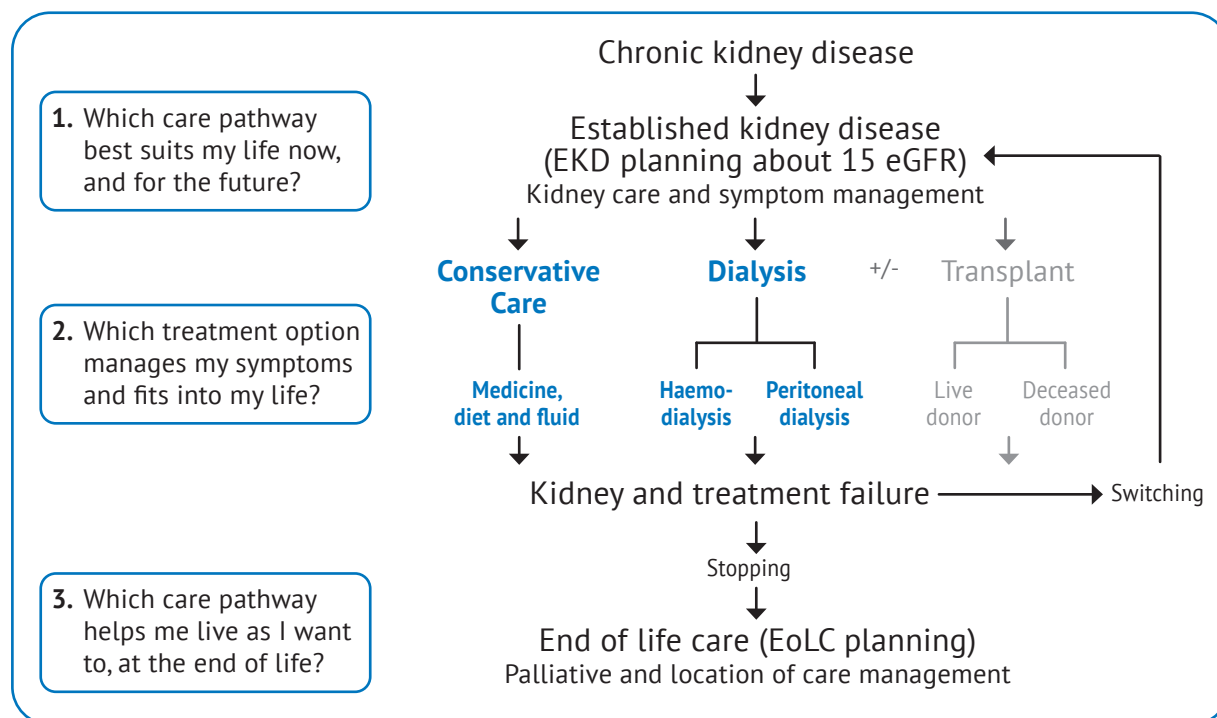 Chronic kidney disease
1. Which care pathway
best suits my life now,
and for the future?
Established kidney disease
(EKD planning about 15 eGFR)
Kidney care and symptom management
Conservative
Care
Dialysis
+/-
Transplant
2. Which treatment option
manages my symptoms
and fits into my life?
Medicine,
diet and fluid
Haemo-
dialysis
Peritoneal
dialysis
Live
donor
Deceased
donor
Kidney and treatment failure
Switching
Stopping
3. Which care pathway
helps me live as I want
to, at the end of life?
End of life care (EoLC planning)
Palliative and location of care management